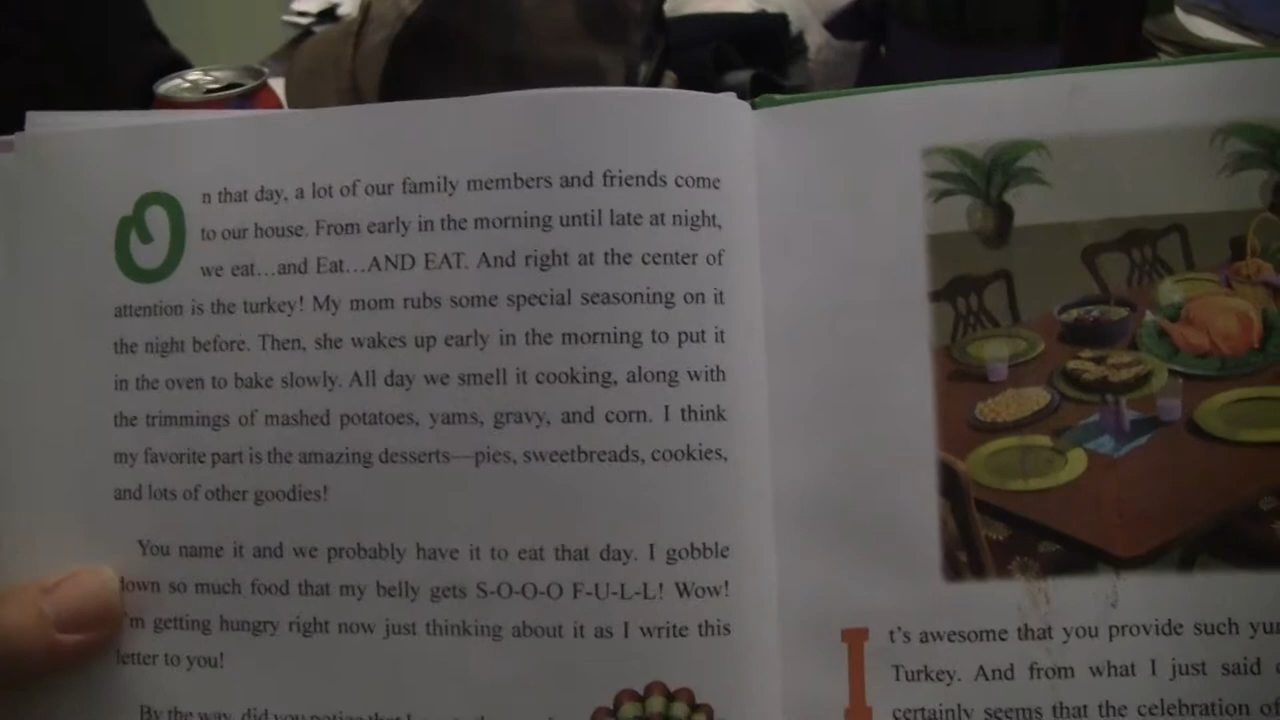 On that day, a lot of our family members and friends come
to our house. From early in the morning until late at night,
we eat…and Eat…AND EAT. And right at the center of
attention is the turkey! My mom rubs some special seasoning on it
the night before. Then, she wakes up early in the morning to put it
in the oven to bake slowly. All day we smell it cooking, along with
the trimmings of mashed potatoes, yams, gravy, and corn. I think
my favorite part is the amazing desserts—pies, sweetbreads, cookies,
and lots of other goodies!
You name it and we probably have it to eat that day. I gobble
down so much food that my belly gets S-O-O-O F-U-L-L! Wow!
I'm getting hungry right now just thinking about it as I write this
letter to you!
By the way, did you notice that I
It's awesome that you provide such
Turkey. And from what I just said
certainly seems that the celebration of